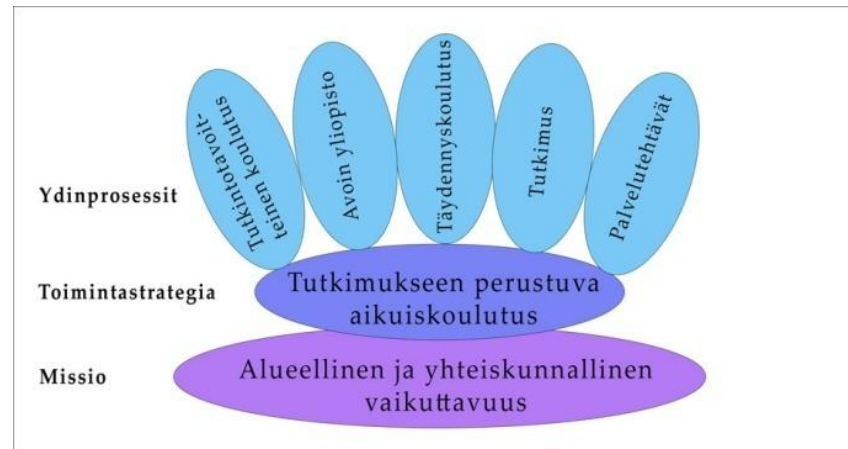 Ydinprosessit
Tutkintotavoit-
teinen koulutus
Avoin yliopisto
Täydennyskoulutus
Tutkimus
Palvelutehtävät
Toimintastrategia
Tutkimukseen perustuva
aikuiskoulutus
Missio
Alueellinen ja yhteiskunnallinen
vaikuttavuus